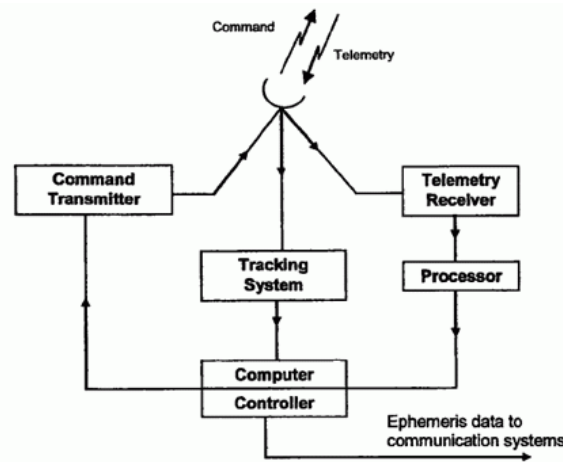 Command
Telemetry
Command
Transmitter
Telemetry
Receiver
Tracking
System
Processor
Computer
Controller
Ephemeris data to
communication systems